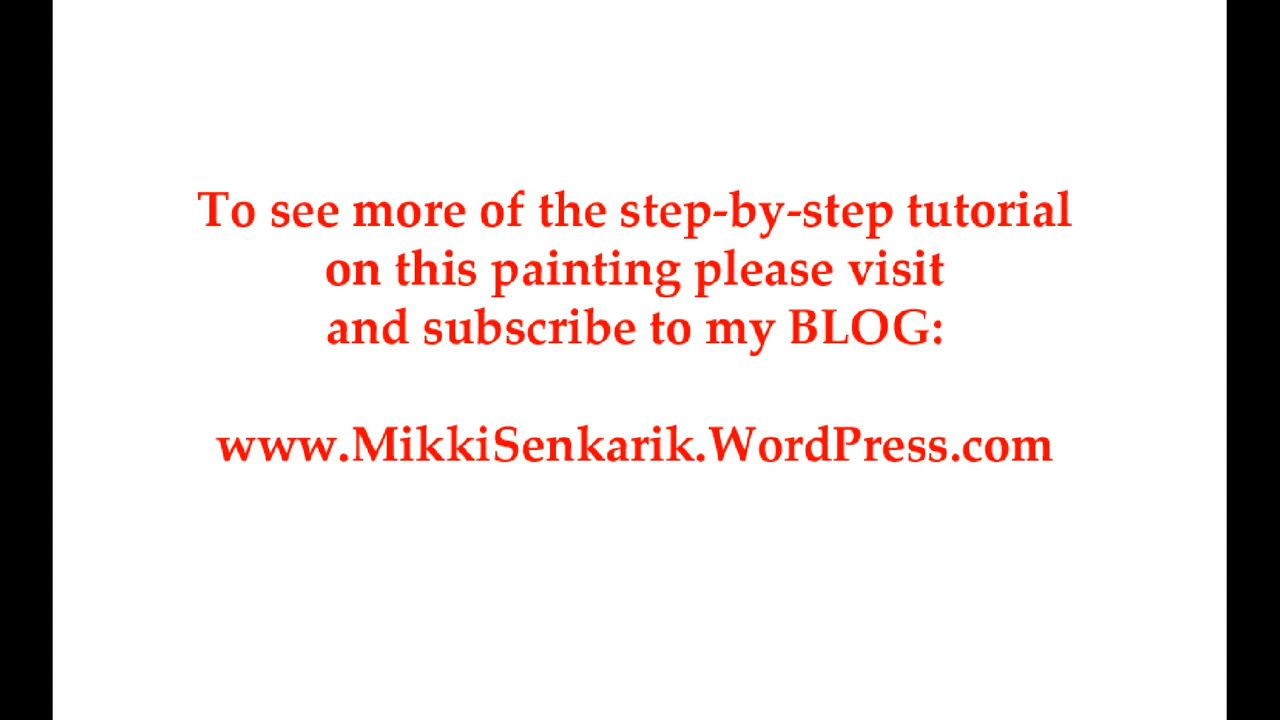 To see more of the step-by-step tutorial
on this painting please visit
and subscribe to my BLOG:
www.MikkiSenkarik.WordPress.com